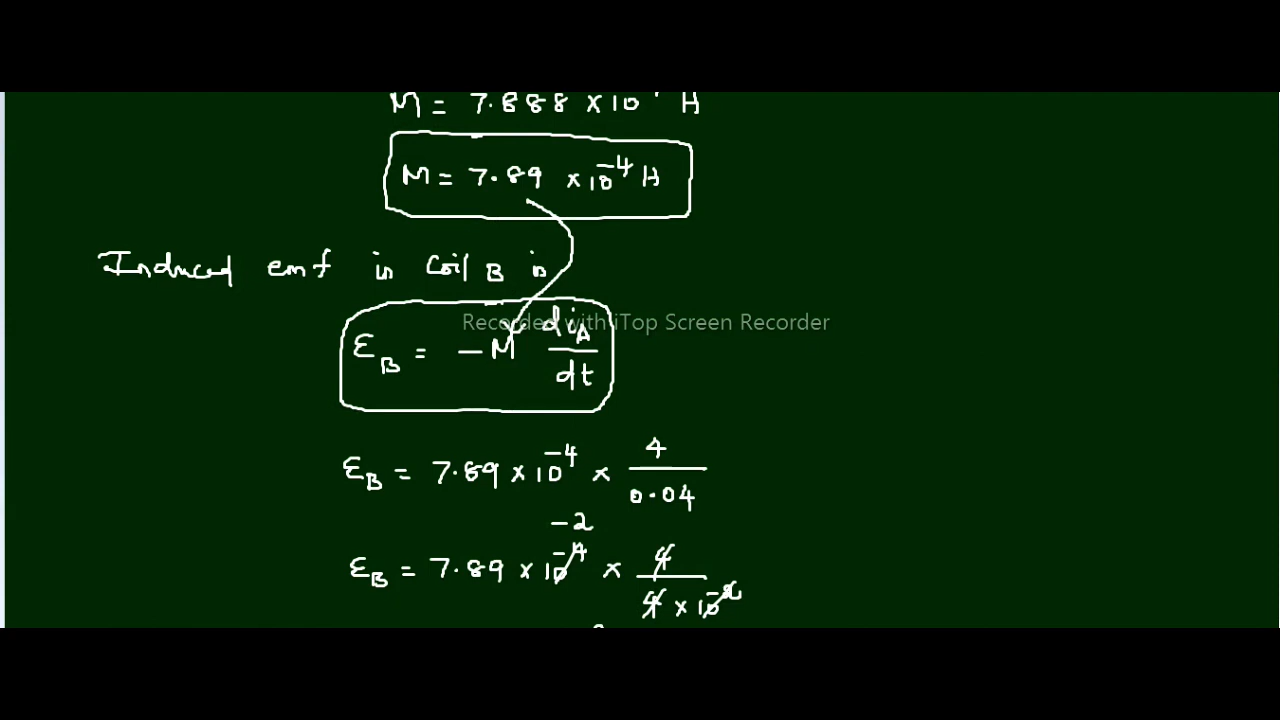 M = 7.888 × 10 H
M = 7.89 × 10⁻⁴ H
Induced emf in Coil B is
Recorded with iTop Screen Recorder
ε_B = −M di_A/dt
ε_B = 7.89 × 10⁻⁴ × 4/0.04
−2
ε_B = 7.89 × 10⁻⁴ × 4/4 × 10⁻²